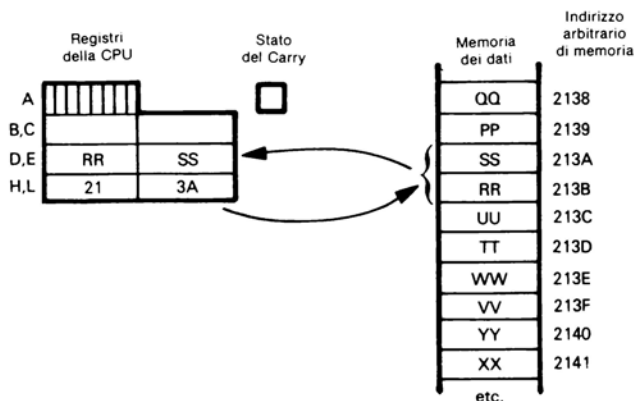 Registri
della CPU
Stato
del Carry
Memoria
dei dati
Indirizzo
arbitrario
di memoria
A
B,C
D,E RR SS
H,L 21 3A
QQ 2138
PP 2139
SS 213A
RR 213B
UU 213C
TT 213D
WW 213E
VV 213F
YY 2140
XX 2141
etc.